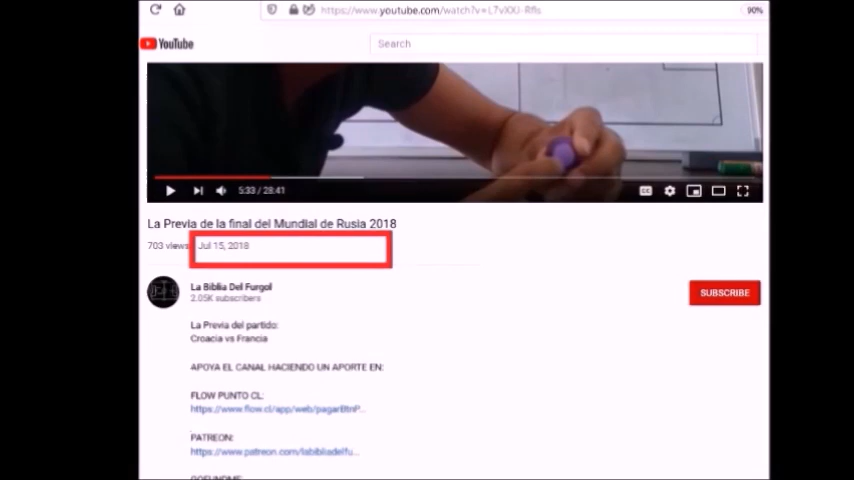 https://www.youtube.com/watch?v=L7vXXU-Rfls
90%
YouTube
Search
5:33 / 28:41
La Previa de la final del Mundial de Rusia 2018
703 views
Jul 15, 2018
La Biblia Del Furgol
2.05K subscribers
SUBSCRIBE
La Previa del partido:
Croacia vs Francia
APOYA EL CANAL HACIENDO UN APORTE EN:
FLOW PUNTO CL:
https://www.flow.cl/app/web/pagarBtnP...
PATREON:
https://www.patreon.com/labibliadelfu...
GOFUNDME: